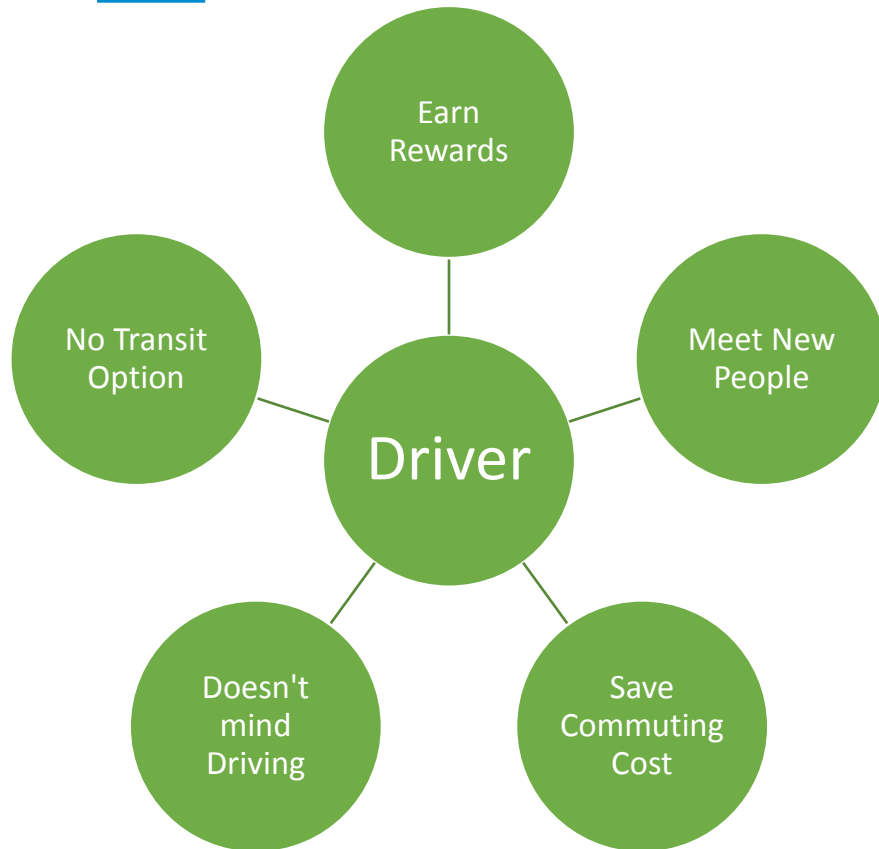 Earn
Rewards
No Transit
Option
Meet New
People
Driver
Doesn't
mind
Driving
Save
Commuting
Cost